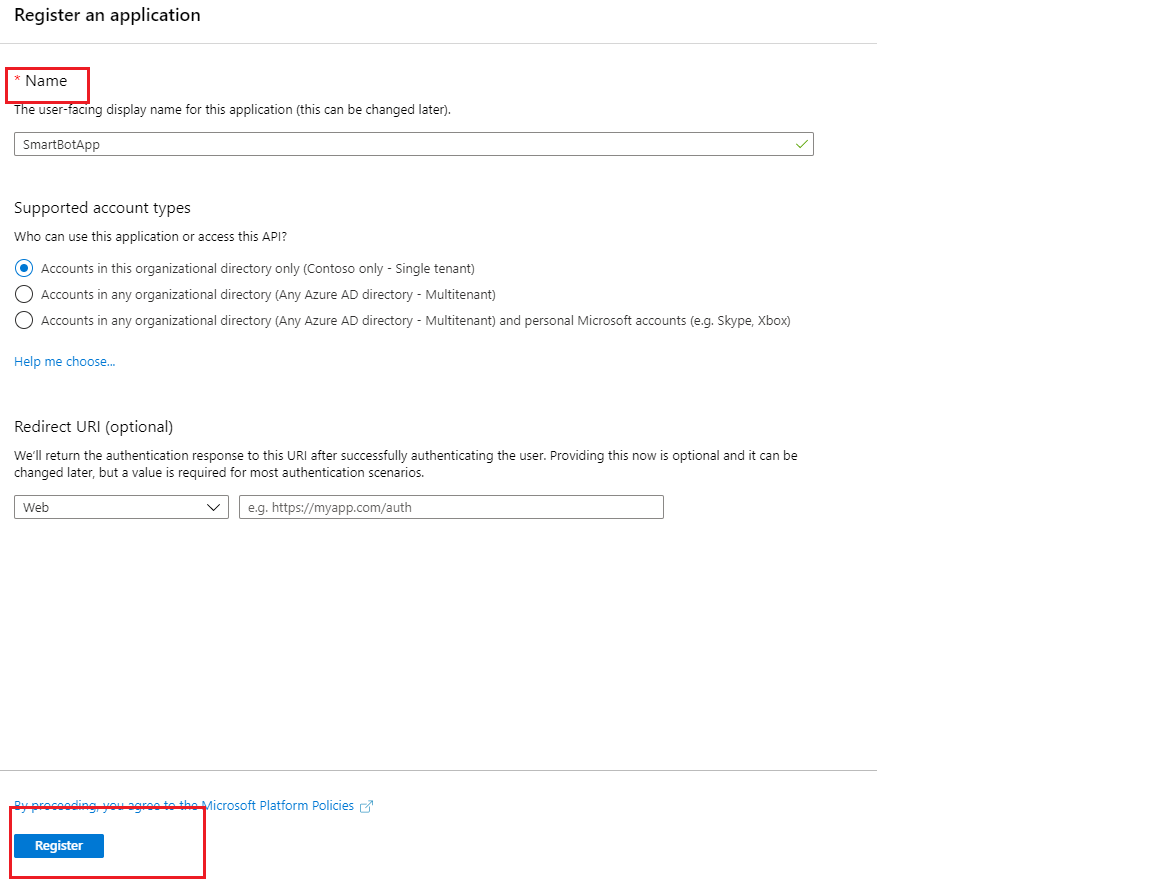 Register an application
* Name
The user-facing display name for this application (this can be changed later).
SmartBotApp
Supported account types
Who can use this application or access this API?
Accounts in this organizational directory only (Contoso only - Single tenant)
Accounts in any organizational directory (Any Azure AD directory - Multitenant)
Accounts in any organizational directory (Any Azure AD directory - Multitenant) and personal Microsoft accounts (e.g. Skype, Xbox)
Help me choose...
Redirect URI (optional)
We'll return the authentication response to this URI after successfully authenticating the user. Providing this now is optional and it can be
changed later, but a value is required for most authentication scenarios.
Web e.g. https://myapp.com/auth
By proceeding, you agree to the Microsoft Platform Policies
Register